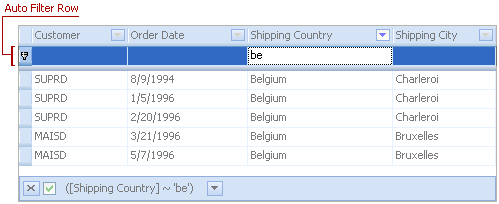 Auto Filter Row
Customer Order Date Shipping Country Shipping City
be
SUPRD 8/9/1994 Belgium Charleroi
SUPRD 1/5/1996 Belgium Charleroi
SUPRD 2/20/1996 Belgium Charleroi
MAISD 3/21/1996 Belgium Bruxelles
MAISD 5/7/1996 Belgium Bruxelles
([Shipping Country] ~ 'be')